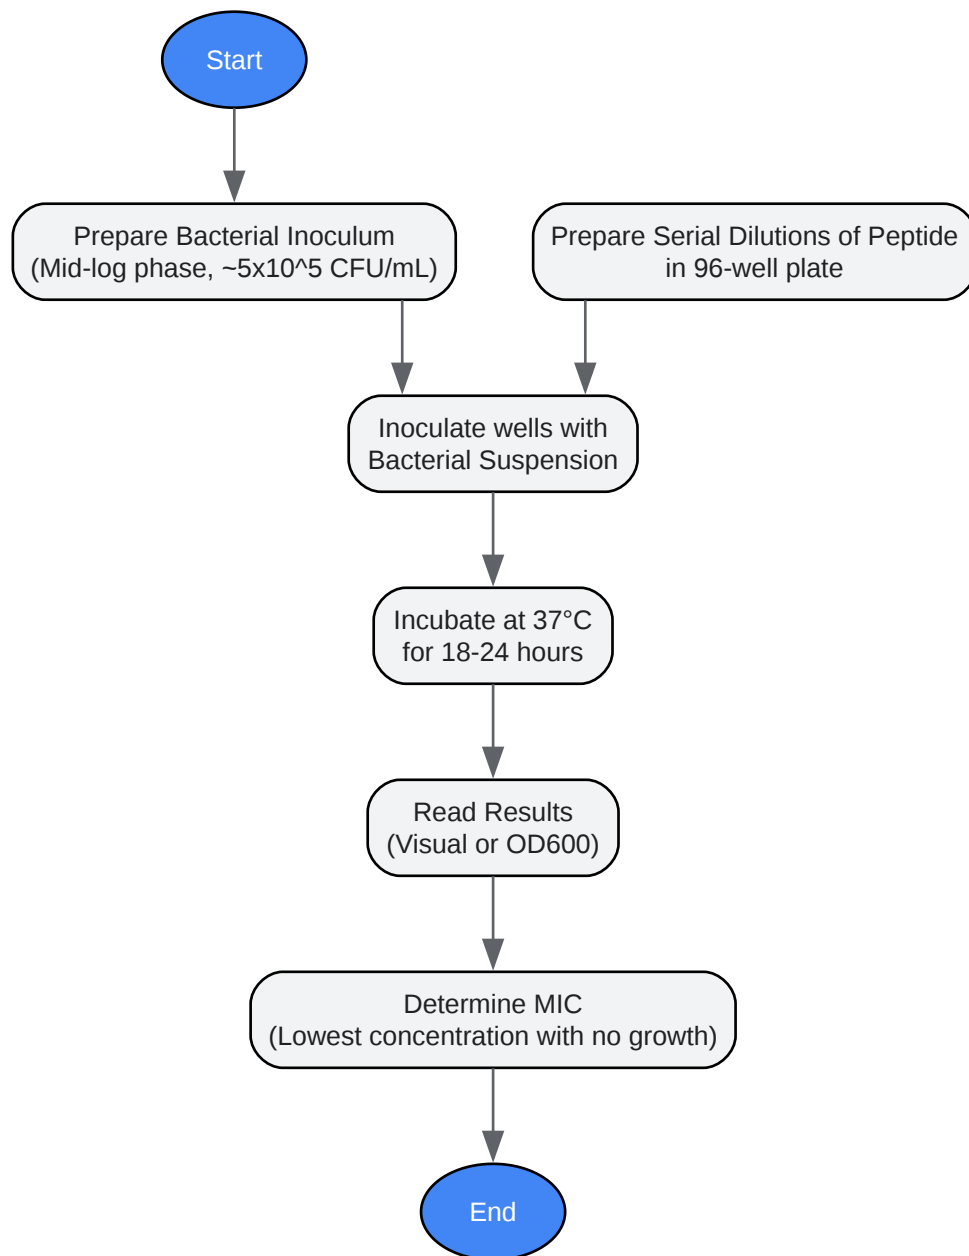 Start
Prepare Bacterial Inoculum
(Mid-log phase, ~5x10^5 CFU/mL)
Prepare Serial Dilutions of Peptide
in 96-well plate
Inoculate wells with
Bacterial Suspension
Incubate at 37°C
for 18-24 hours
Read Results
(Visual or OD600)
Determine MIC
(Lowest concentration with no growth)
End